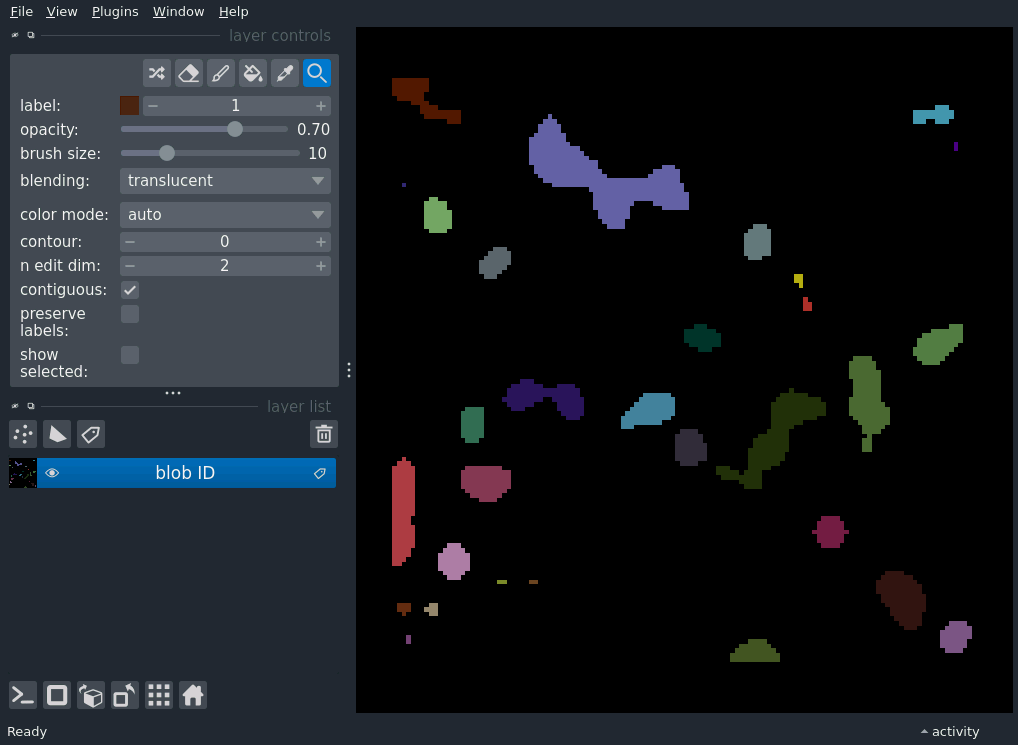 File View Plugins Window Help
layer controls
label: 1
opacity: 0.70
brush size: 10
blending: translucent
color mode: auto
contour: 0
n edit dim: 2
contiguous:
preserve
labels:
show
selected:
layer list
blob ID
Ready
activity